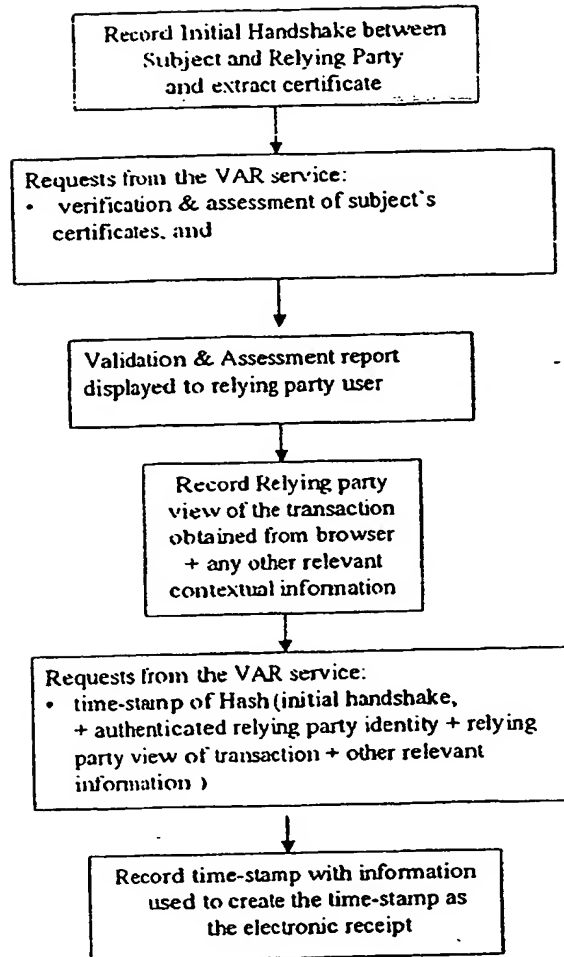 Record Initial Handshake between
Subject and Relying Party
and extract certificate
Requests from the VAR service:
• verification & assessment of subject's
certificates, and
Validation & Assessment report
displayed to relying party user
Record Relying party
view of the transaction
obtained from browser
+ any other relevant
contextual information
Requests from the VAR service:
• time-stamp of Hash (initial handshake,
+ authenticated relying party identity + relying
party view of transaction + other relevant
information )
Record time-stamp with information
used to create the time-stamp as
the electronic receipt